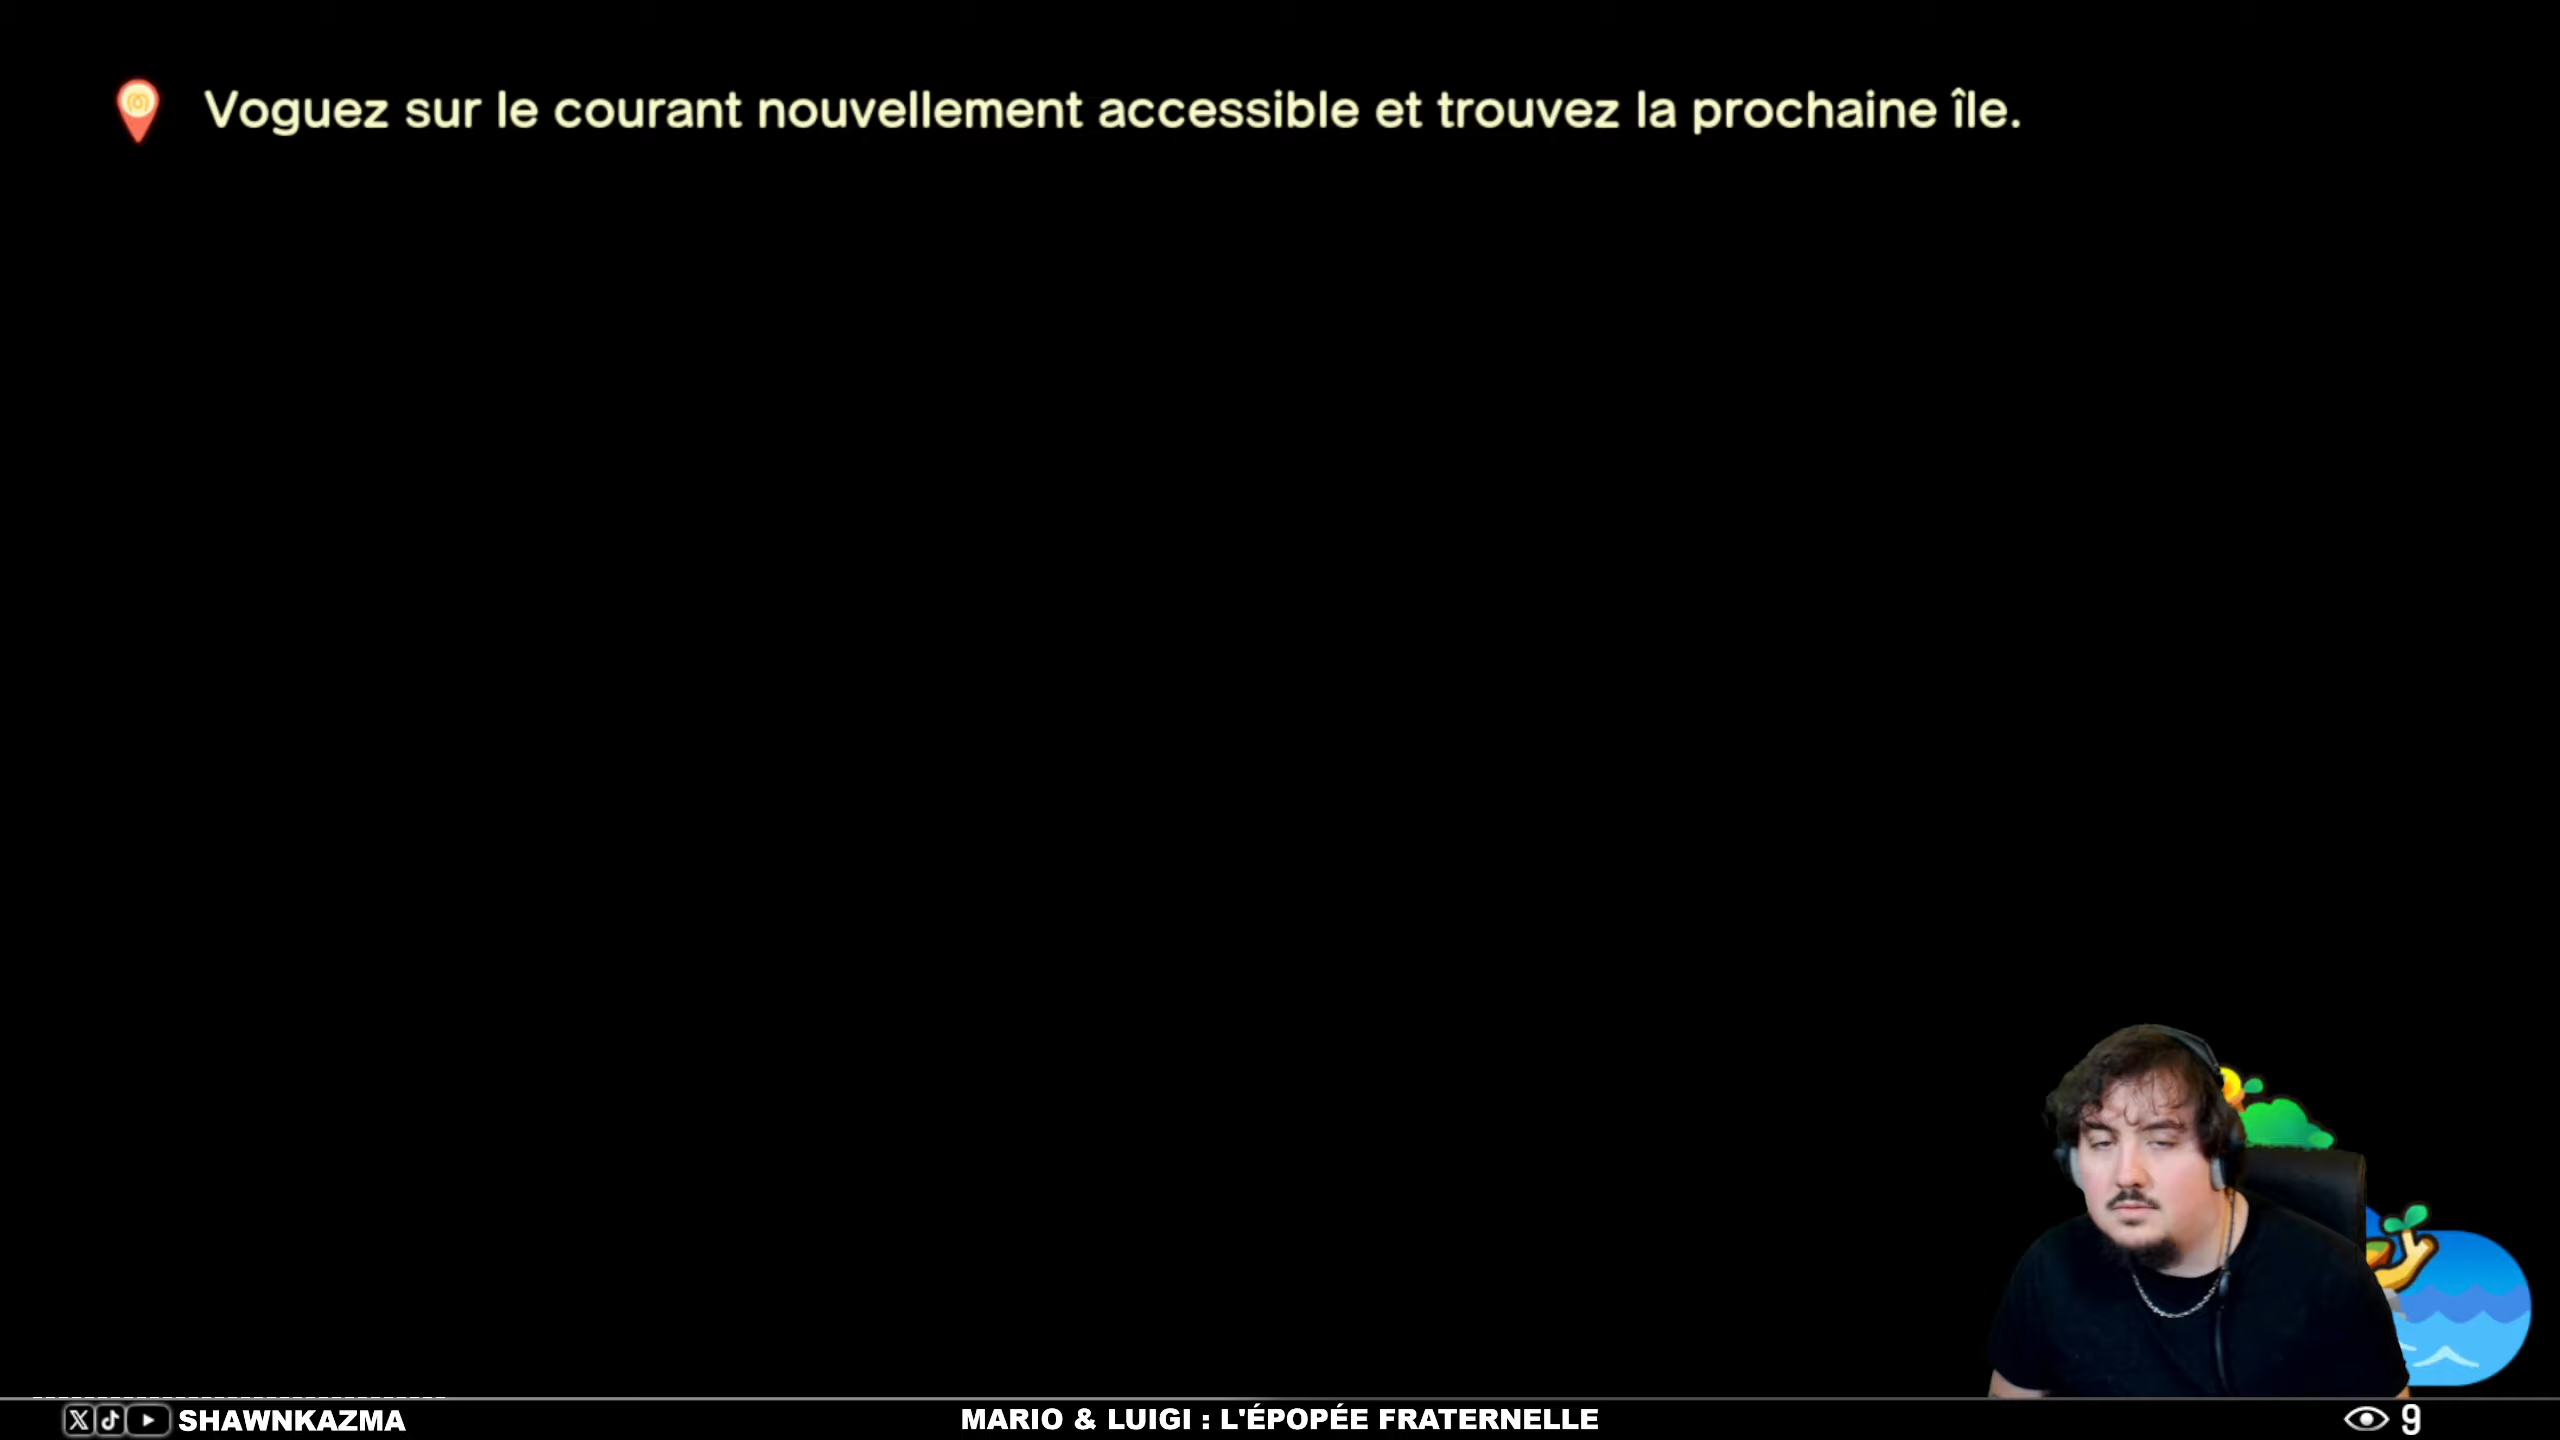 Voguez sur le courant nouvellement accessible et trouvez la prochaine île.
SHAWNKAZMA
MARIO & LUIGI : L'ÉPOPÉE FRATERNELLE
9